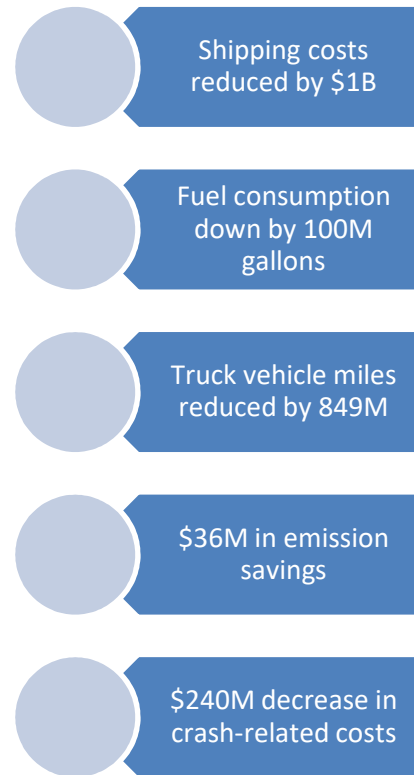 Shipping costs
reduced by $1B
Fuel consumption
down by 100M
gallons
Truck vehicle miles
reduced by 849M
$36M in emission
savings
$240M decrease in
crash-related costs